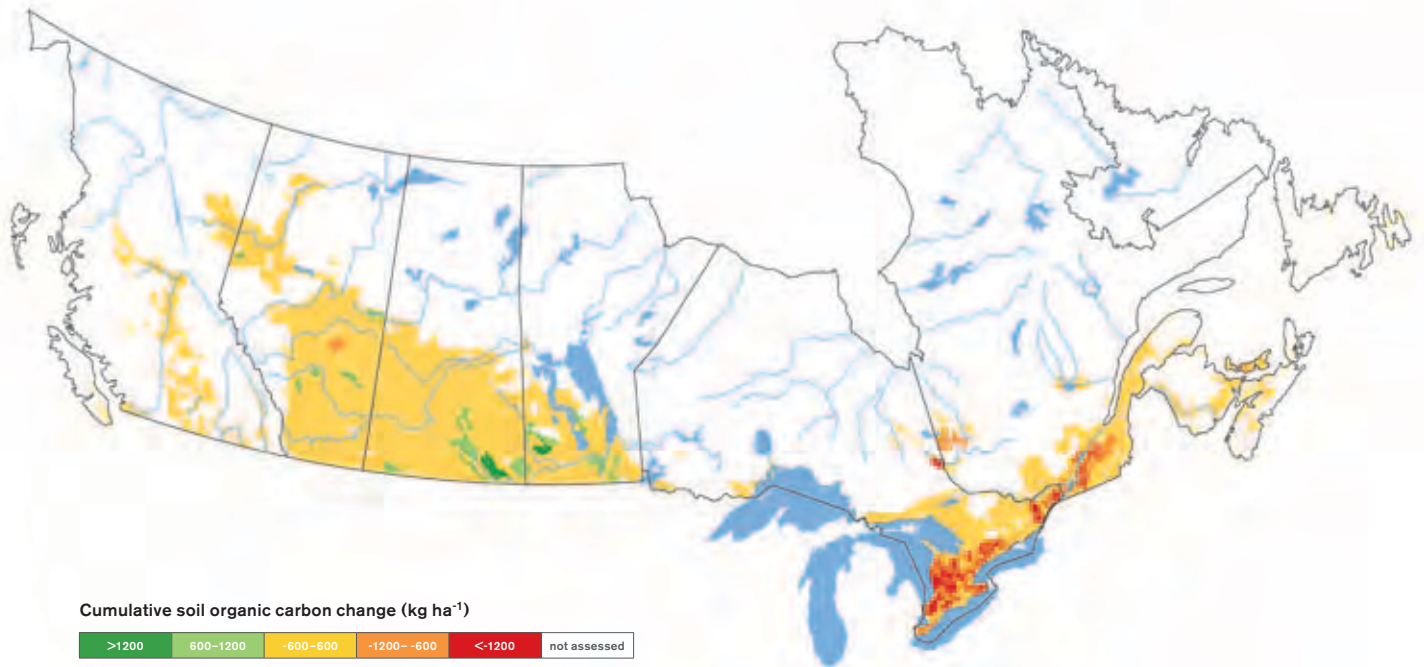 Cumulative soil organic carbon change (kg ha⁻¹)
>1200 600–1200 -600–600 -1200– -600 <-1200 not assessed